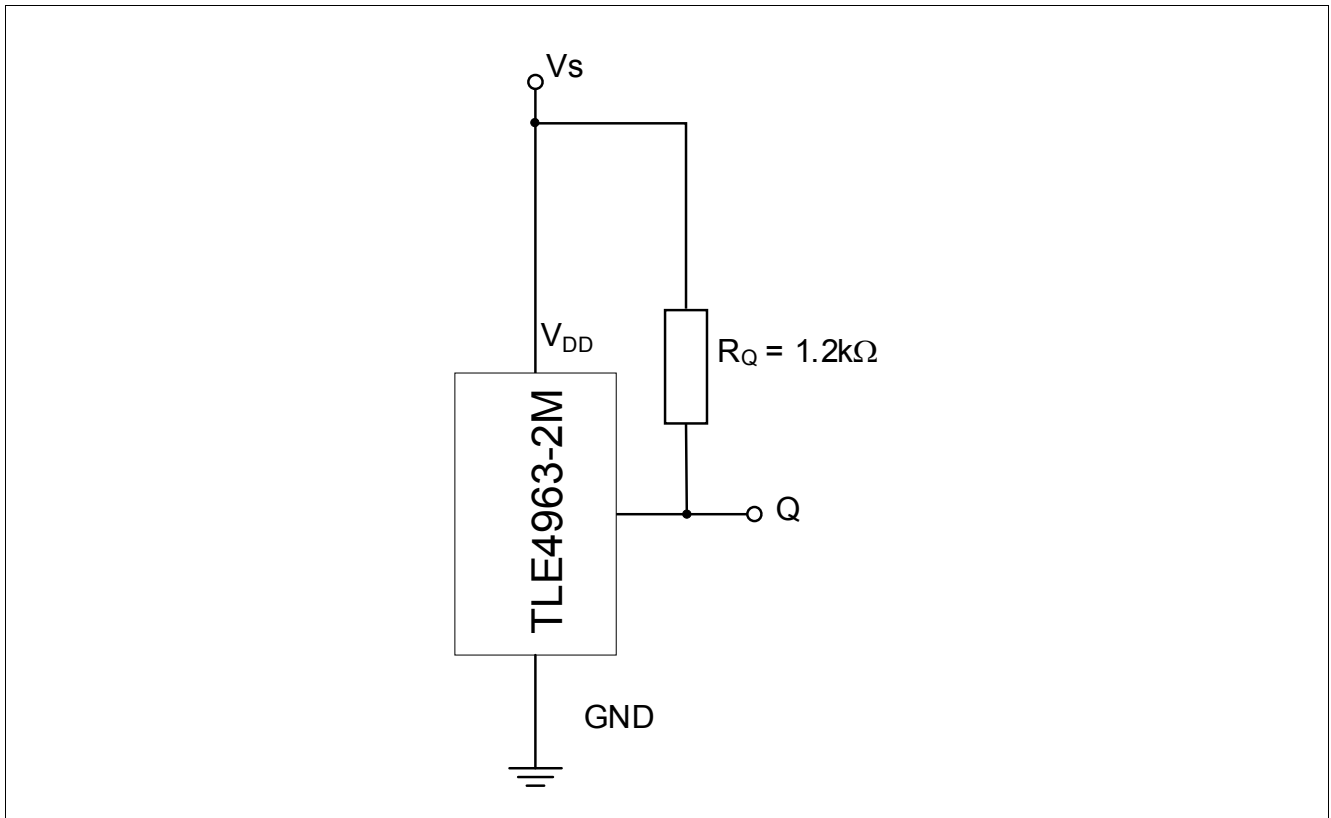 Vs
VDD
RQ = 1.2kΩ
TLE4963-2M
Q
GND